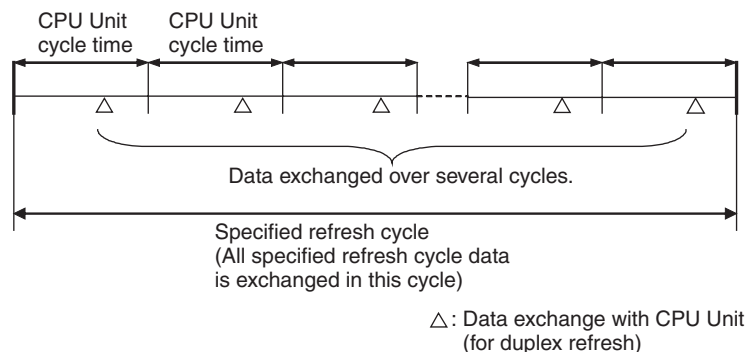 CPU Unit
cycle time
CPU Unit
cycle time
Data exchanged over several cycles.
Specified refresh cycle
(All specified refresh cycle data
is exchanged in this cycle)
△: Data exchange with CPU Unit
(for duplex refresh)